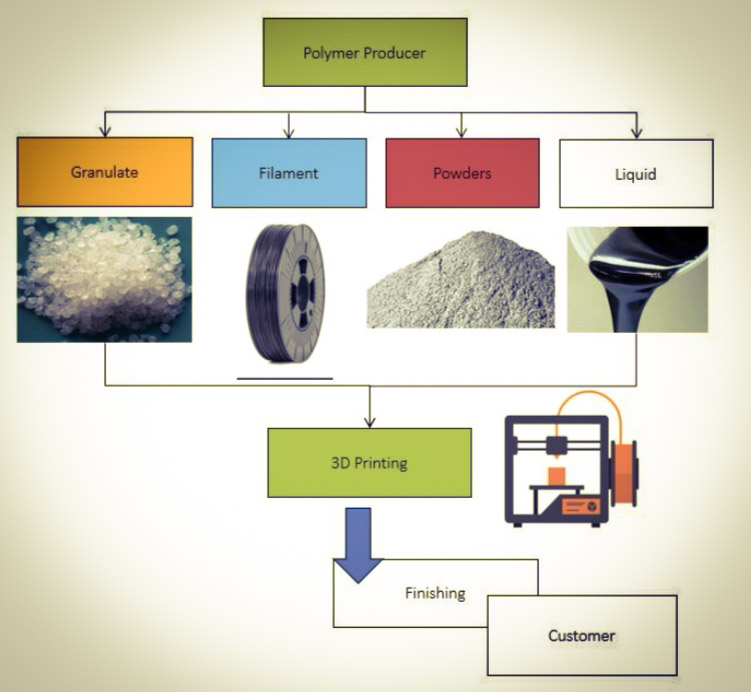 Polymer Producer
Granulate
Filament
Powders
Liquid
3D Printing
Finishing
Customer